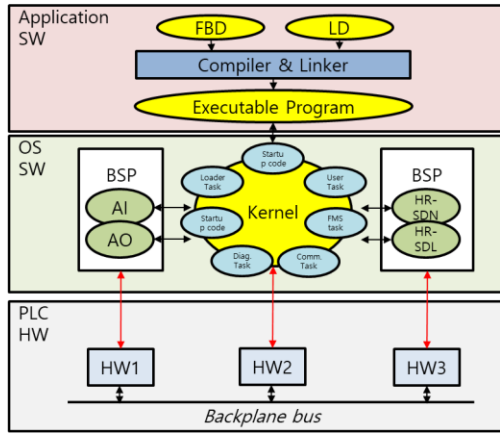 Application
SW
FBD
LD
Compiler & Linker
Executable Program
OS
SW
BSP
AI
AO
Startu
p code
Loader
Task
User
Task
Startu
p code
Kernel
FMS
task
Diag.
Task
Comm.
Task
BSP
HR-
SDN
HR-
SDL
PLC
HW
HW1
HW2
HW3
Backplane bus